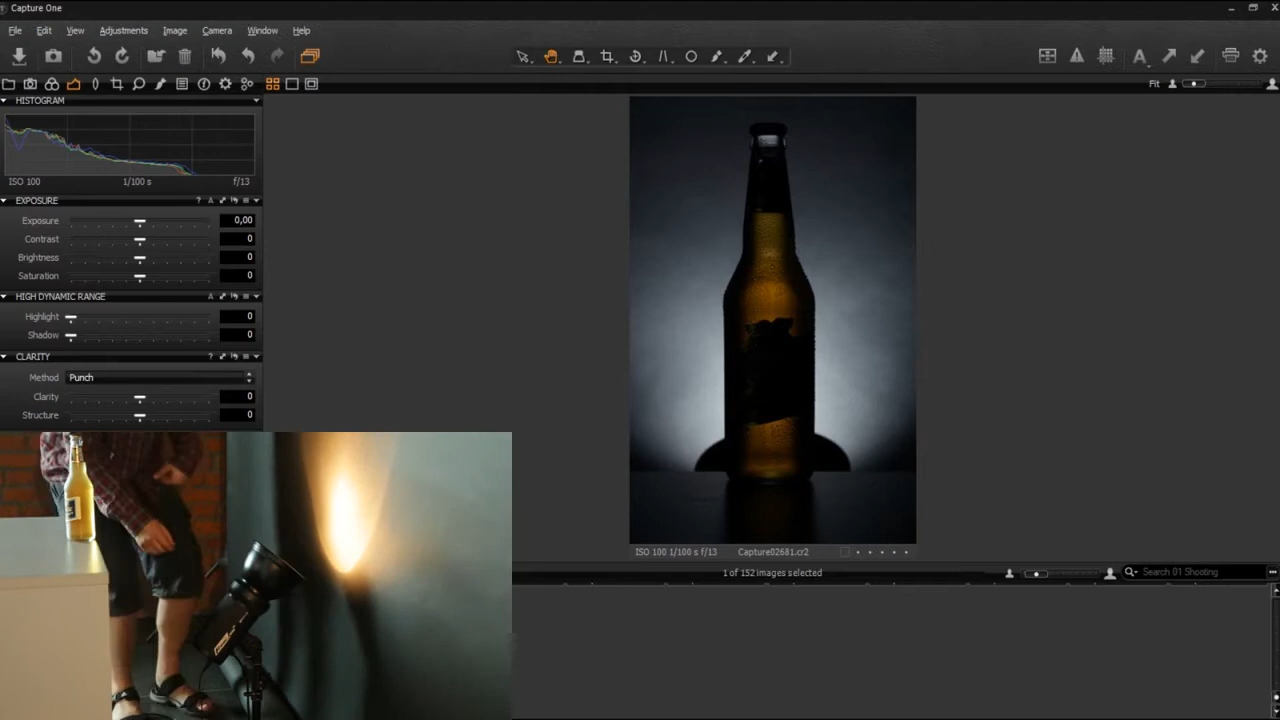 Capture One
File Edit View Adjustments Image Camera Window Help
Fit
HISTOGRAM
ISO 100 1/100 s f/13
EXPOSURE
Exposure 0,00
Contrast 0
Brightness 0
Saturation 0
HIGH DYNAMIC RANGE
Highlight 0
Shadow 0
CLARITY
Method Punch
Clarity 0
Structure 0
ISO 100 1/100 s f/13 Capture02681.cr2
1 of 152 images selected
Search 01 Shooting